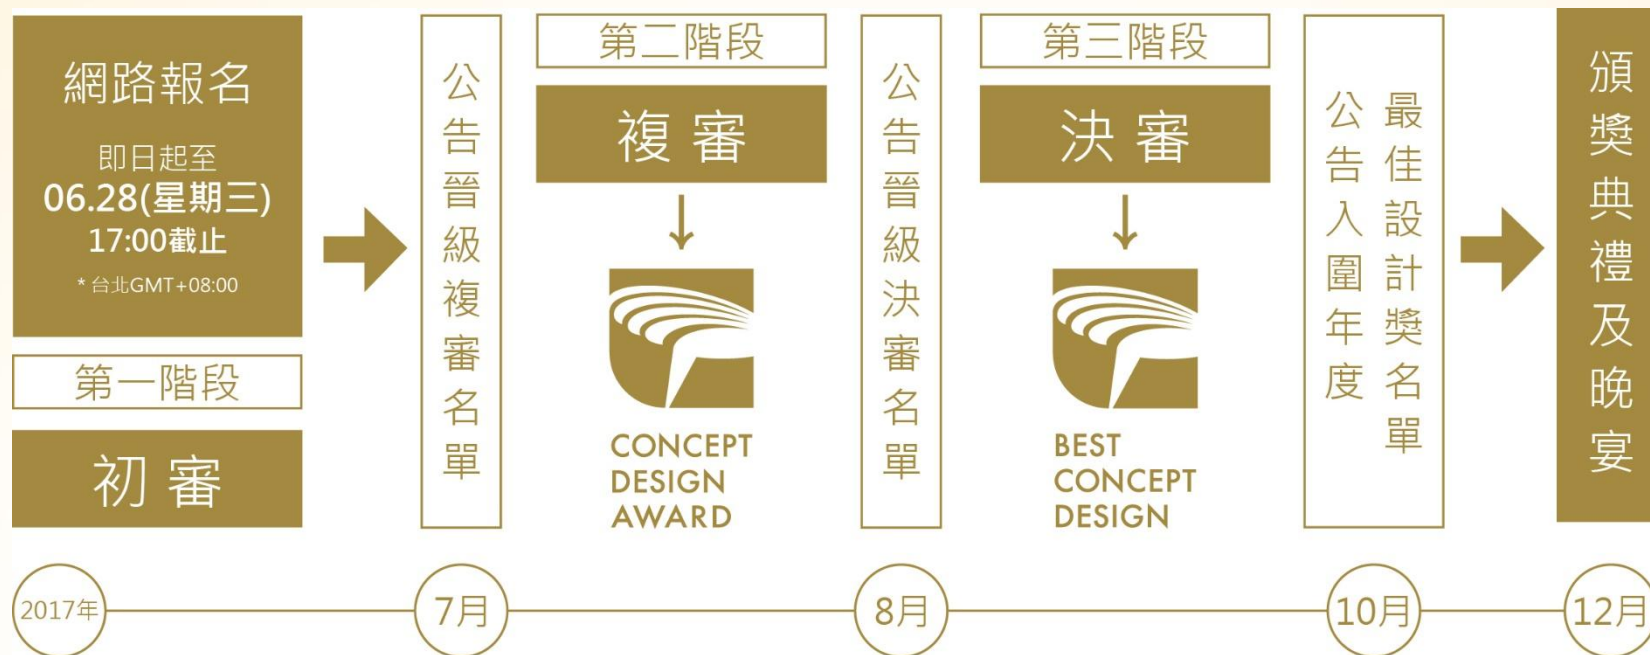 網路報名
即日起至
06.28(星期三)
17:00截止
* 台北GMT+08:00
第一階段
初審
公告晉級複審名單
第二階段
複審
CONCEPT
DESIGN
AWARD
公告晉級決審名單
第三階段
決審
BEST
CONCEPT
DESIGN
公告入圍年度
最佳設計獎名單
頒獎典禮及晚宴
2017年
7月
8月
10月
12月